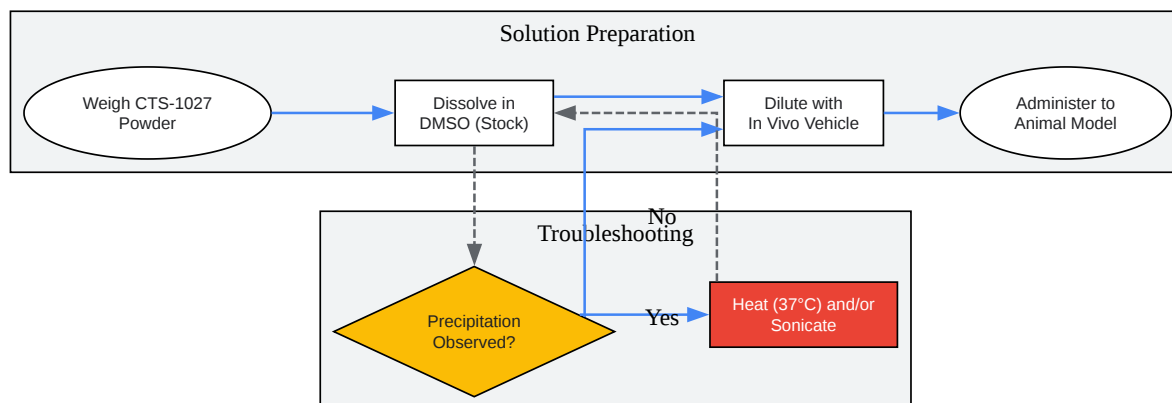 Solution Preparation
Weigh CTS-1027
Powder
Dissolve in
DMSO (Stock)
Dilute with
In Vivo Vehicle
Administer to
Animal Model
No
Troubleshooting
Precipitation
Observed?
Yes
Heat (37°C) and/or
Sonicate